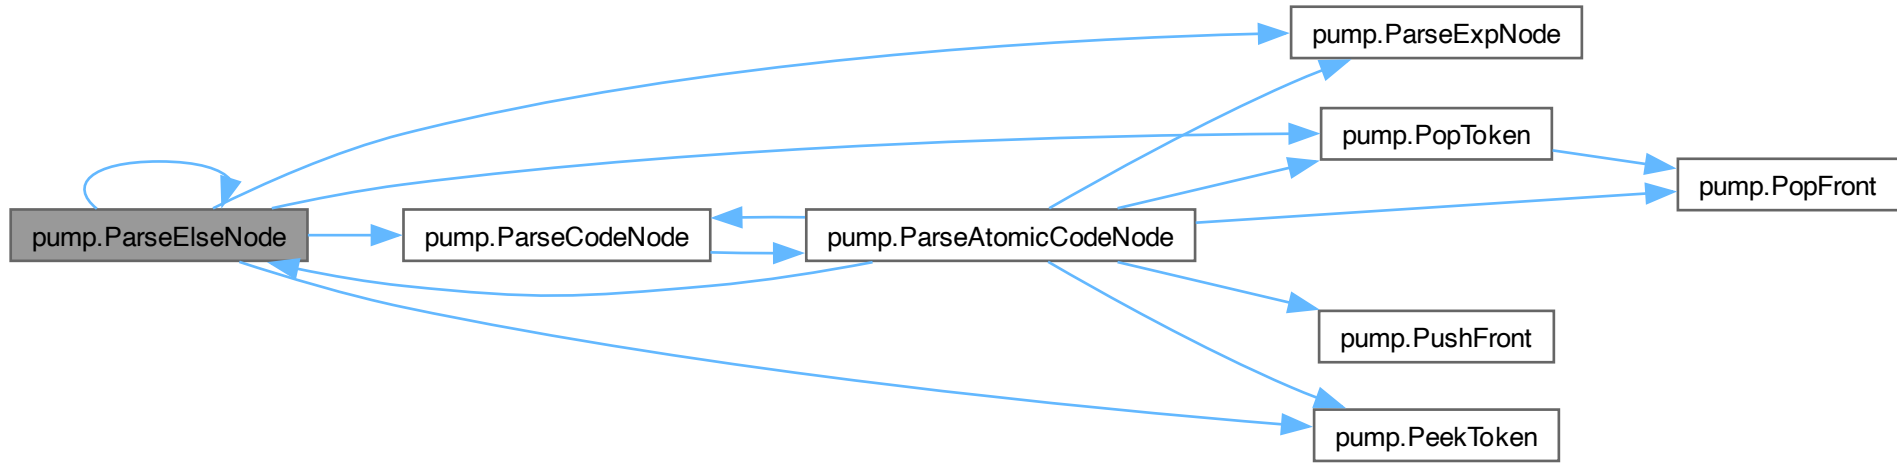 pump.ParseExpNode
pump.PopToken
pump.PopFront
pump.ParseElseNode
pump.ParseCodeNode
pump.ParseAtomicCodeNode
pump.PushFront
pump.PeekToken